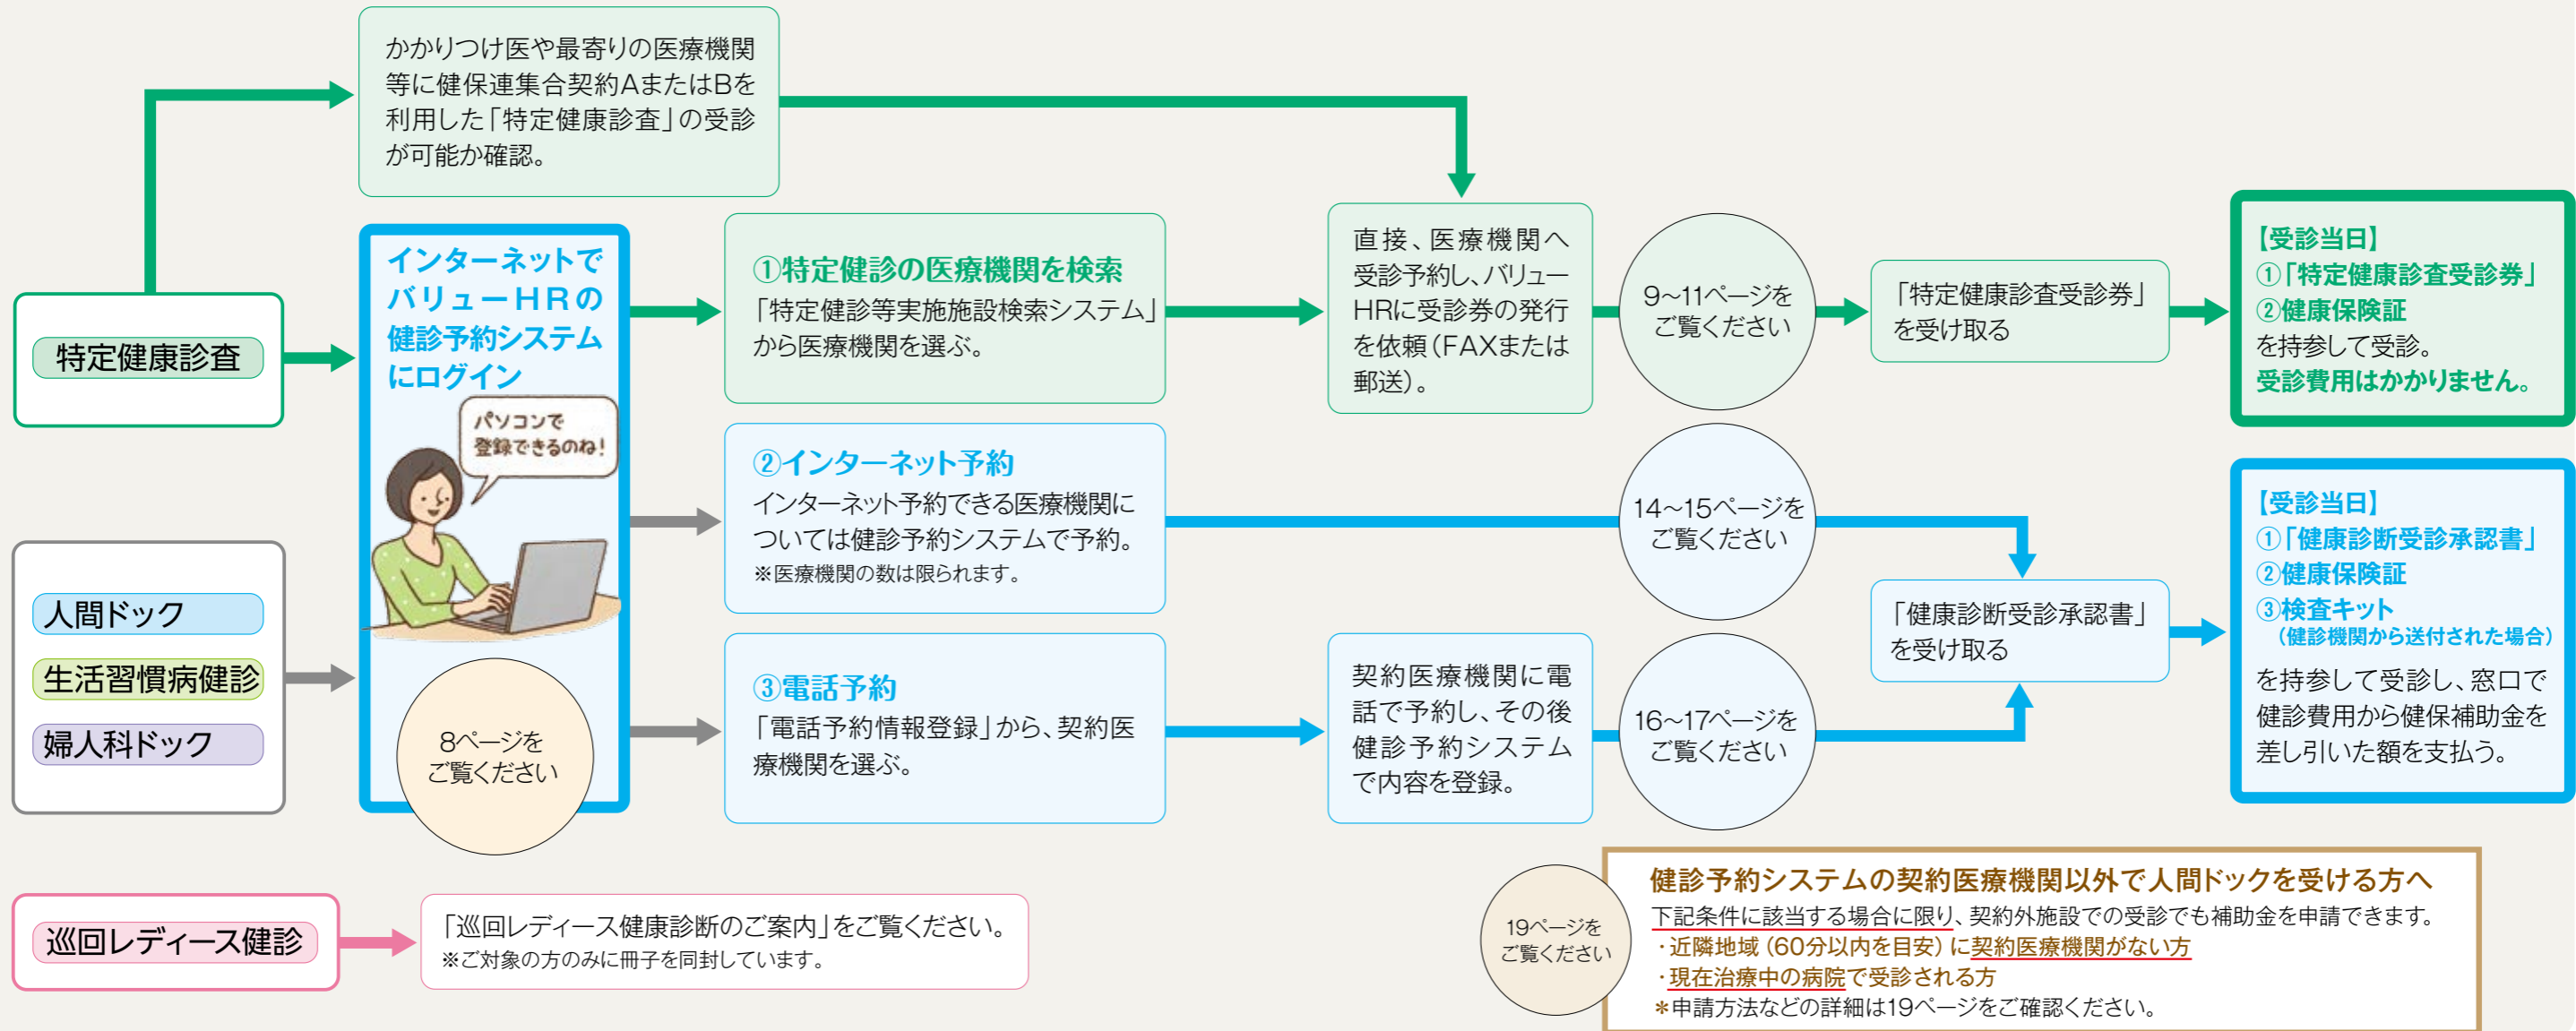 かかりつけ医や最寄りの医療機関
等に健保連集合契約AまたはBを
利用した「特定健康診査」の受診
が可能か確認。
特定健康診査
インターネットで
バリューHRの
健診予約システム
にログイン
パソコンで
登録できるのね!
8ページを
ご覧ください
①特定健診の医療機関を検索
「特定健診等実施施設検索システム」
から医療機関を選ぶ。
直接、医療機関へ
受診予約し、バリュー
HRに受診券の発行
を依頼(FAXまたは
郵送)。
9~11ページを
ご覧ください
「特定健康診査受診券」
を受け取る
【受診当日】
①「特定健康診査受診券」
②健康保険証
を持参して受診。
受診費用はかかりません。
人間ドック
生活習慣病健診
婦人科ドック
②インターネット予約
インターネット予約できる医療機関に
ついては健診予約システムで予約。
※医療機関の数は限られます。
14~15ページを
ご覧ください
③電話予約
「電話予約情報登録」から、契約医
療機関を選ぶ。
契約医療機関に電
話で予約し、その後
健診予約システム
で内容を登録。
16~17ページを
ご覧ください
「健康診断受診承認書」
を受け取る
【受診当日】
①「健康診断受診承認書」
②健康保険証
③検査キット
(健診機関から送付された場合)
を持参して受診し、窓口で
健診費用から健保補助金を
差し引いた額を支払う。
巡回レディース健診
「巡回レディース健康診断のご案内」をご覧ください。
※ご対象の方のみに冊子を同封しています。
19ページを
ご覧ください
健診予約システムの契約医療機関以外で人間ドックを受ける方へ
下記条件に該当する場合に限り、契約外施設での受診でも補助金を申請できます。
・近隣地域(60分以内を目安)に契約医療機関がない方
・現在治療中の病院で受診される方
＊申請方法などの詳細は19ページをご確認ください。